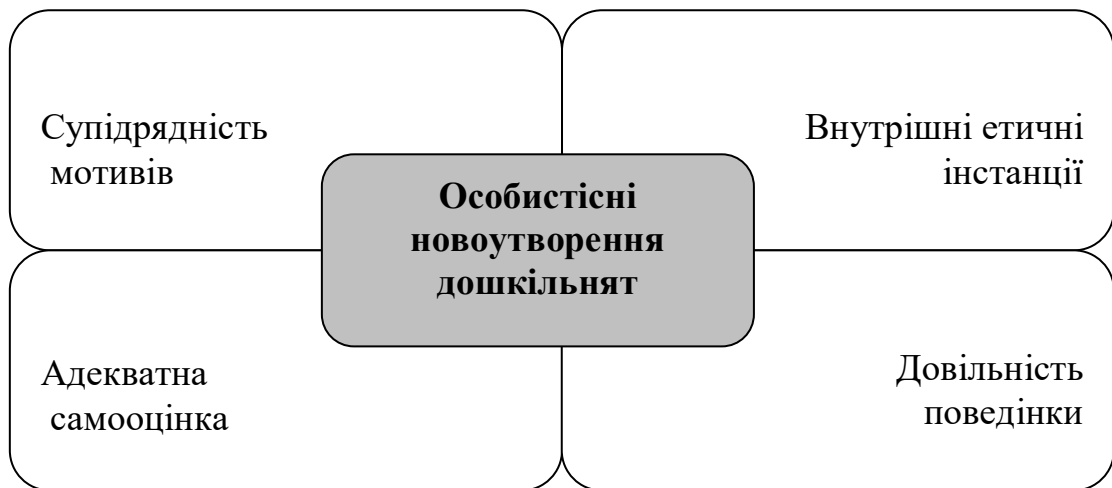 Супідрядність
мотивів
Внутрішні етичні
інстанції
Особистісні
новоутворення
дошкільнят
Адекватна
самооцінка
Довільність
поведінки